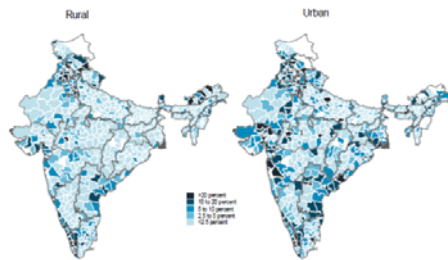 Rural
Urban
>20 percent
10 to 20 percent
5 to 10 percent
2.5 to 5 percent
<2.5 percent